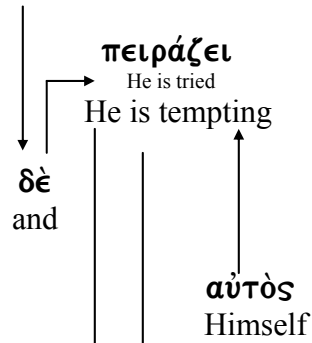 πειράζει
He is tried
He is tempting
δὲ
and
αὐτὸς
Himself